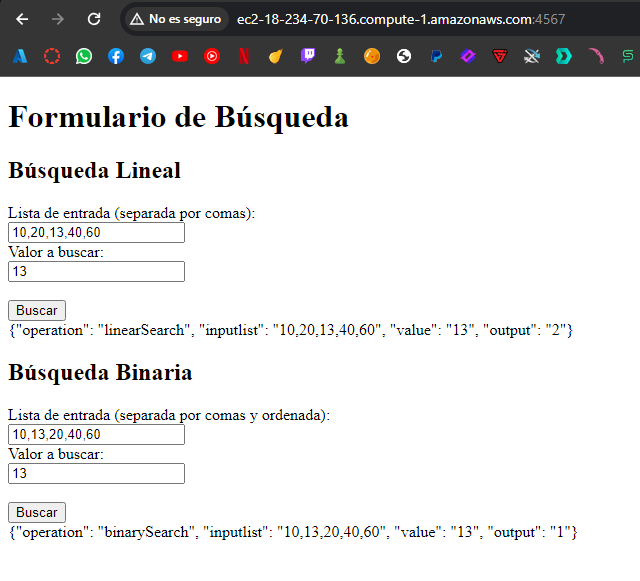 No es seguro
ec2-18-234-70-136.compute-1.amazonaws.com:4567
Formulario de Búsqueda
Búsqueda Lineal
Lista de entrada (separada por comas):
10,20,13,40,60
Valor a buscar:
13
Buscar
{"operation": "linearSearch", "inputlist": "10,20,13,40,60", "value": "13", "output": "2"}
Búsqueda Binaria
Lista de entrada (separada por comas y ordenada):
10,13,20,40,60
Valor a buscar:
13
Buscar
{"operation": "binarySearch", "inputlist": "10,13,20,40,60", "value": "13", "output": "1"}